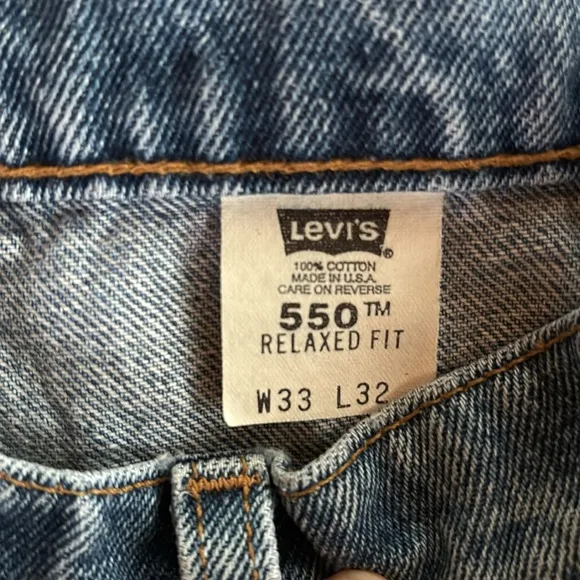 Levi's ®
100% COTTON
MADE IN U.S.A.
CARE ON REVERSE
550™
RELAXED FIT
W33 L32